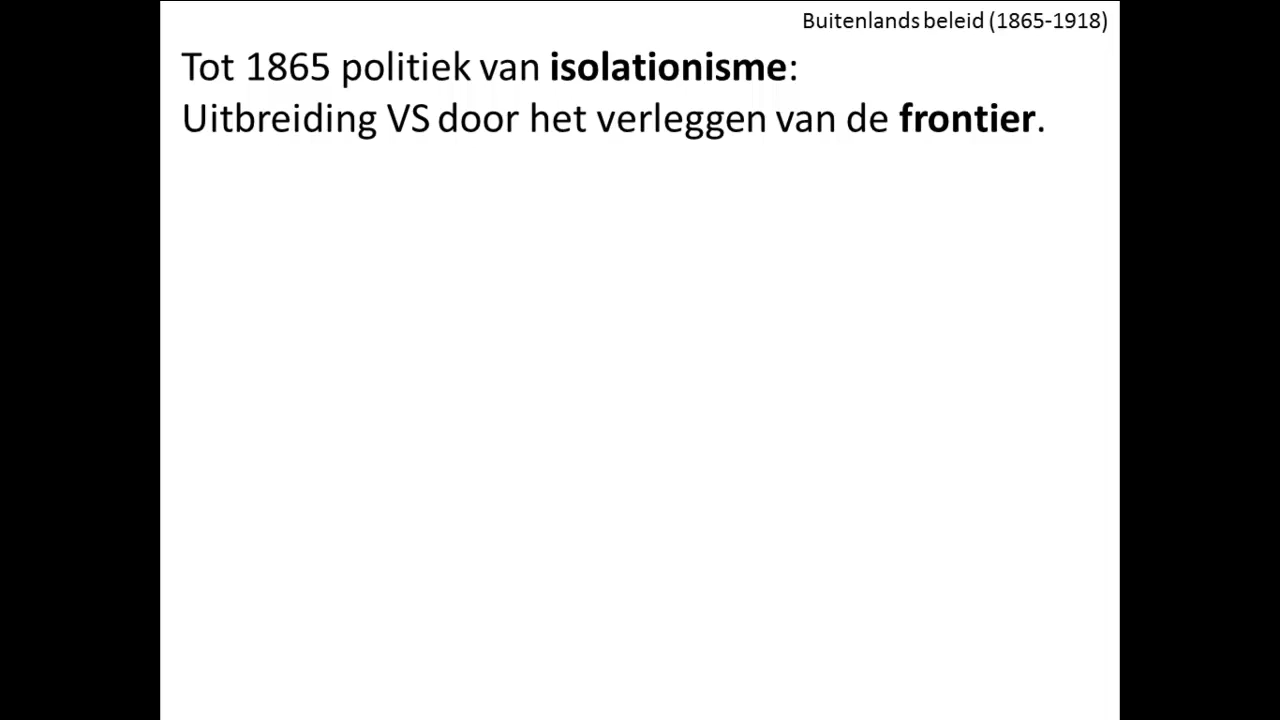 Buitenlands beleid (1865-1918)
Tot 1865 politiek van isolationisme:
Uitbreiding VS door het verleggen van de frontier.